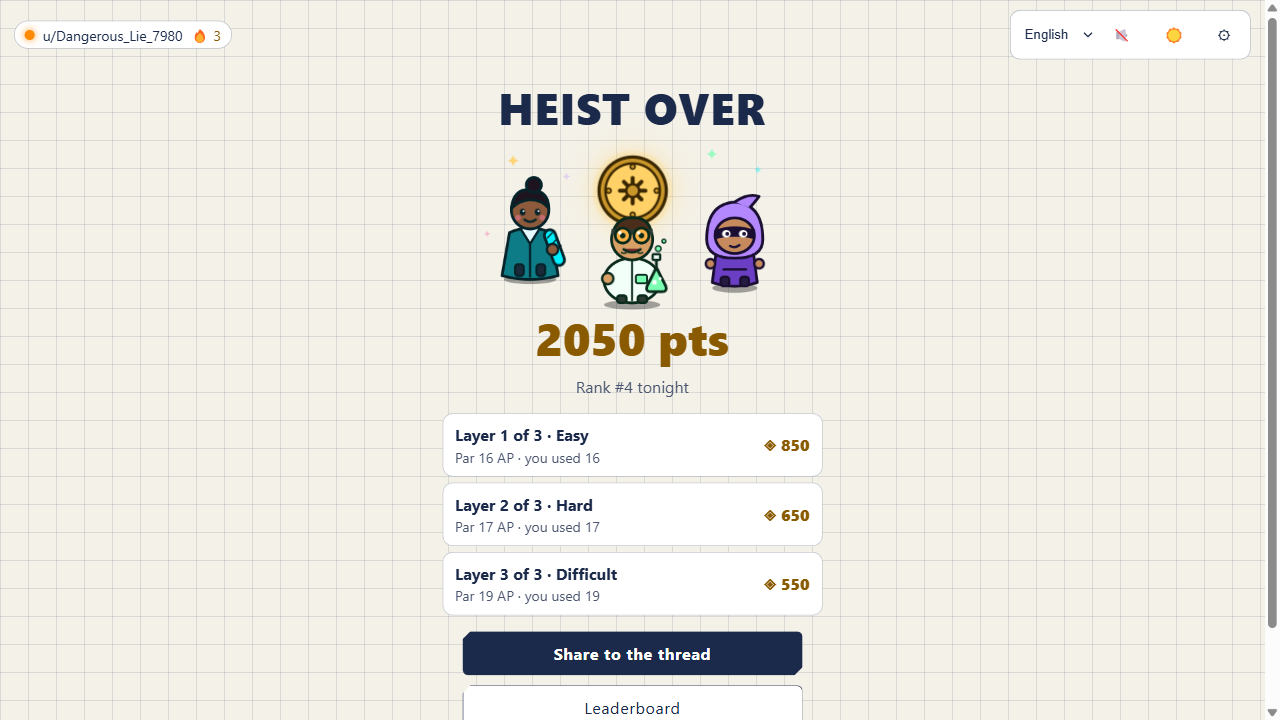 u/Dangerous_Lie_7980 🔥 3
English
HEIST OVER
2050 pts
Rank #4 tonight
Layer 1 of 3 · Easy
Par 16 AP · you used 16
◈ 850
Layer 2 of 3 · Hard
Par 17 AP · you used 17
◈ 650
Layer 3 of 3 · Difficult
Par 19 AP · you used 19
◈ 550
Share to the thread
Leaderboard